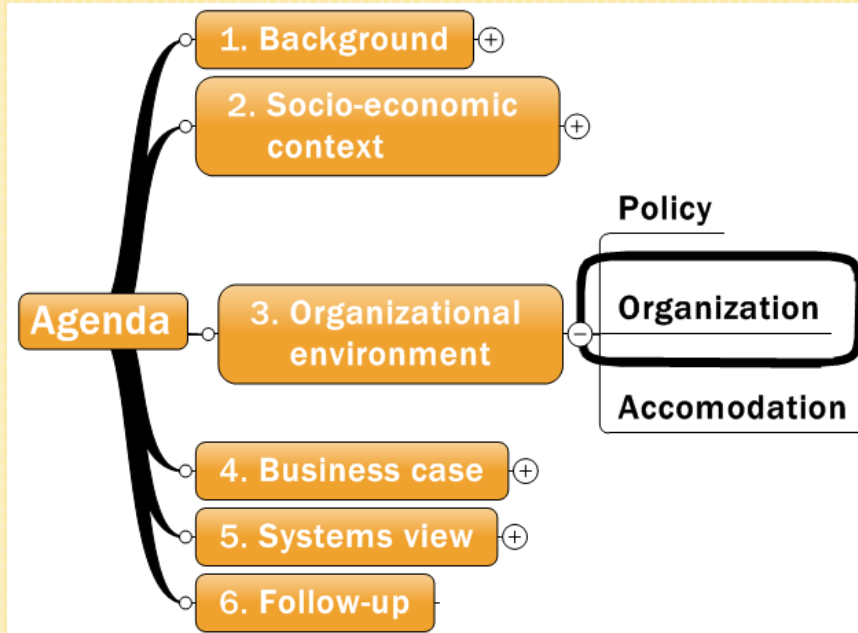 1. Background
2. Socio-economic
context
Policy
Agenda
3. Organizational
environment
Organization
Accomodation
4. Business case
5. Systems view
6. Follow-up